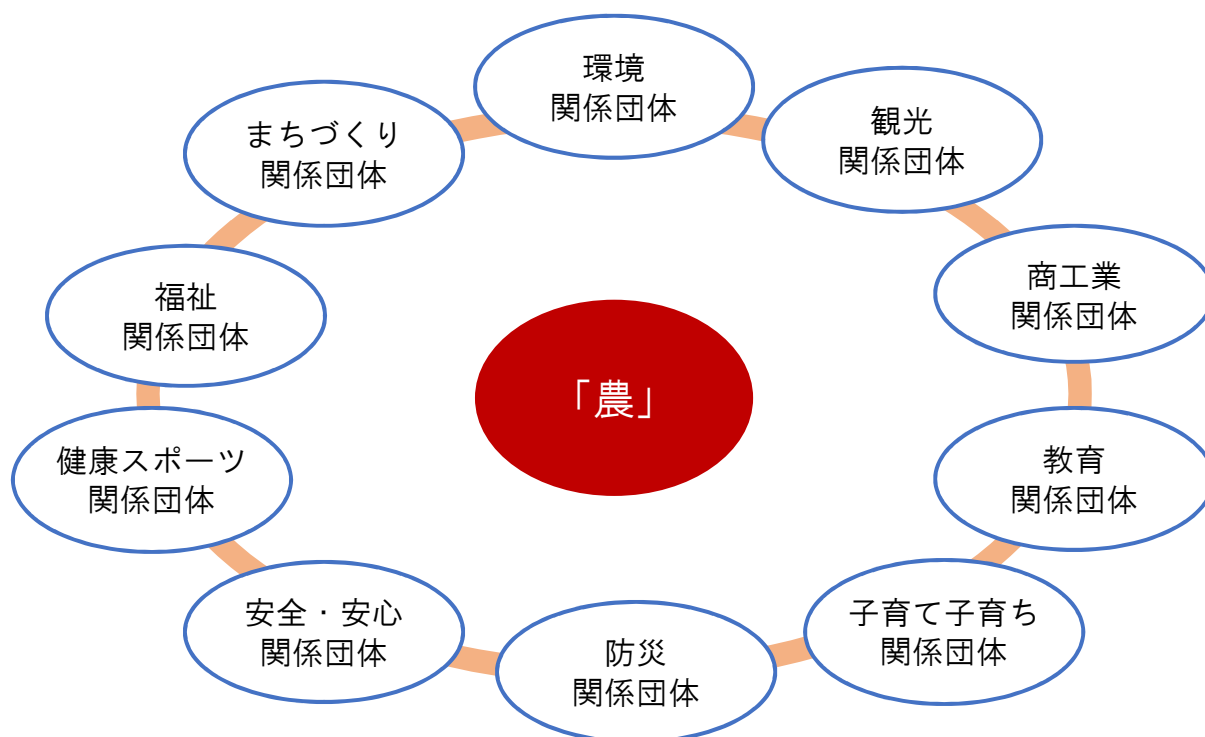 環境
関係団体
観光
関係団体
商工業
関係団体
教育
関係団体
子育て子育ち
関係団体
防災
関係団体
安全・安心
関係団体
健康スポーツ
関係団体
福祉
関係団体
まちづくり
関係団体
「農」